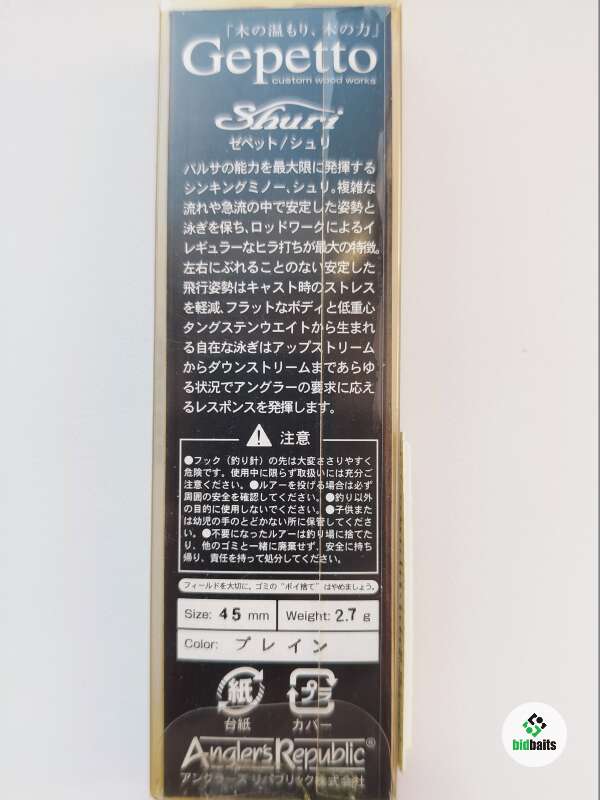 「木の温もり、木の力」
Gepetto
custom wood works
Shuri
ゼペット/シュリ
バルサの能力を最大限に発揮する
シンキングミノー、シュリ。複雑な
流れや急流の中で安定した姿勢と
泳ぎを保ち、ロッドワークによるイ
レギュラーなヒラ打ちが最大の特徴。
左右にぶれることのない安定した
飛行姿勢はキャスト時のストレス
を軽減、フラットなボディと低重心
タングステンウエイトから生まれ
る自在な泳ぎはアップストリーム
からダウンストリームまであらゆ
る状況でアングラーの要求に応え
るレスポンスを発揮します。
注意
●フック(釣り針)の先は大変ささりやすく
危険です。使用中に限らず取扱いには充分ご
注意ください。●ルアーを投げる場合は必ず
周囲の安全を確認してください。●釣り以外
の目的に使用しないでください。●子供また
は幼児の手のとどかない所に保管してくださ
い。●不要になったルアーは釣り場に捨てた
り、他のゴミと一緒に廃棄せず、安全に持ち
帰り、責任を持って処分してください。
フィールドを大切に。ゴミの"ポイ捨て"はやめましょう。
Size: 45 mm Weight: 2.7 g
Color: プレイン
紙 プラ
台紙 カバー
Angler's Republic®
アングラーズ リパブリック株式会社
bidbaits